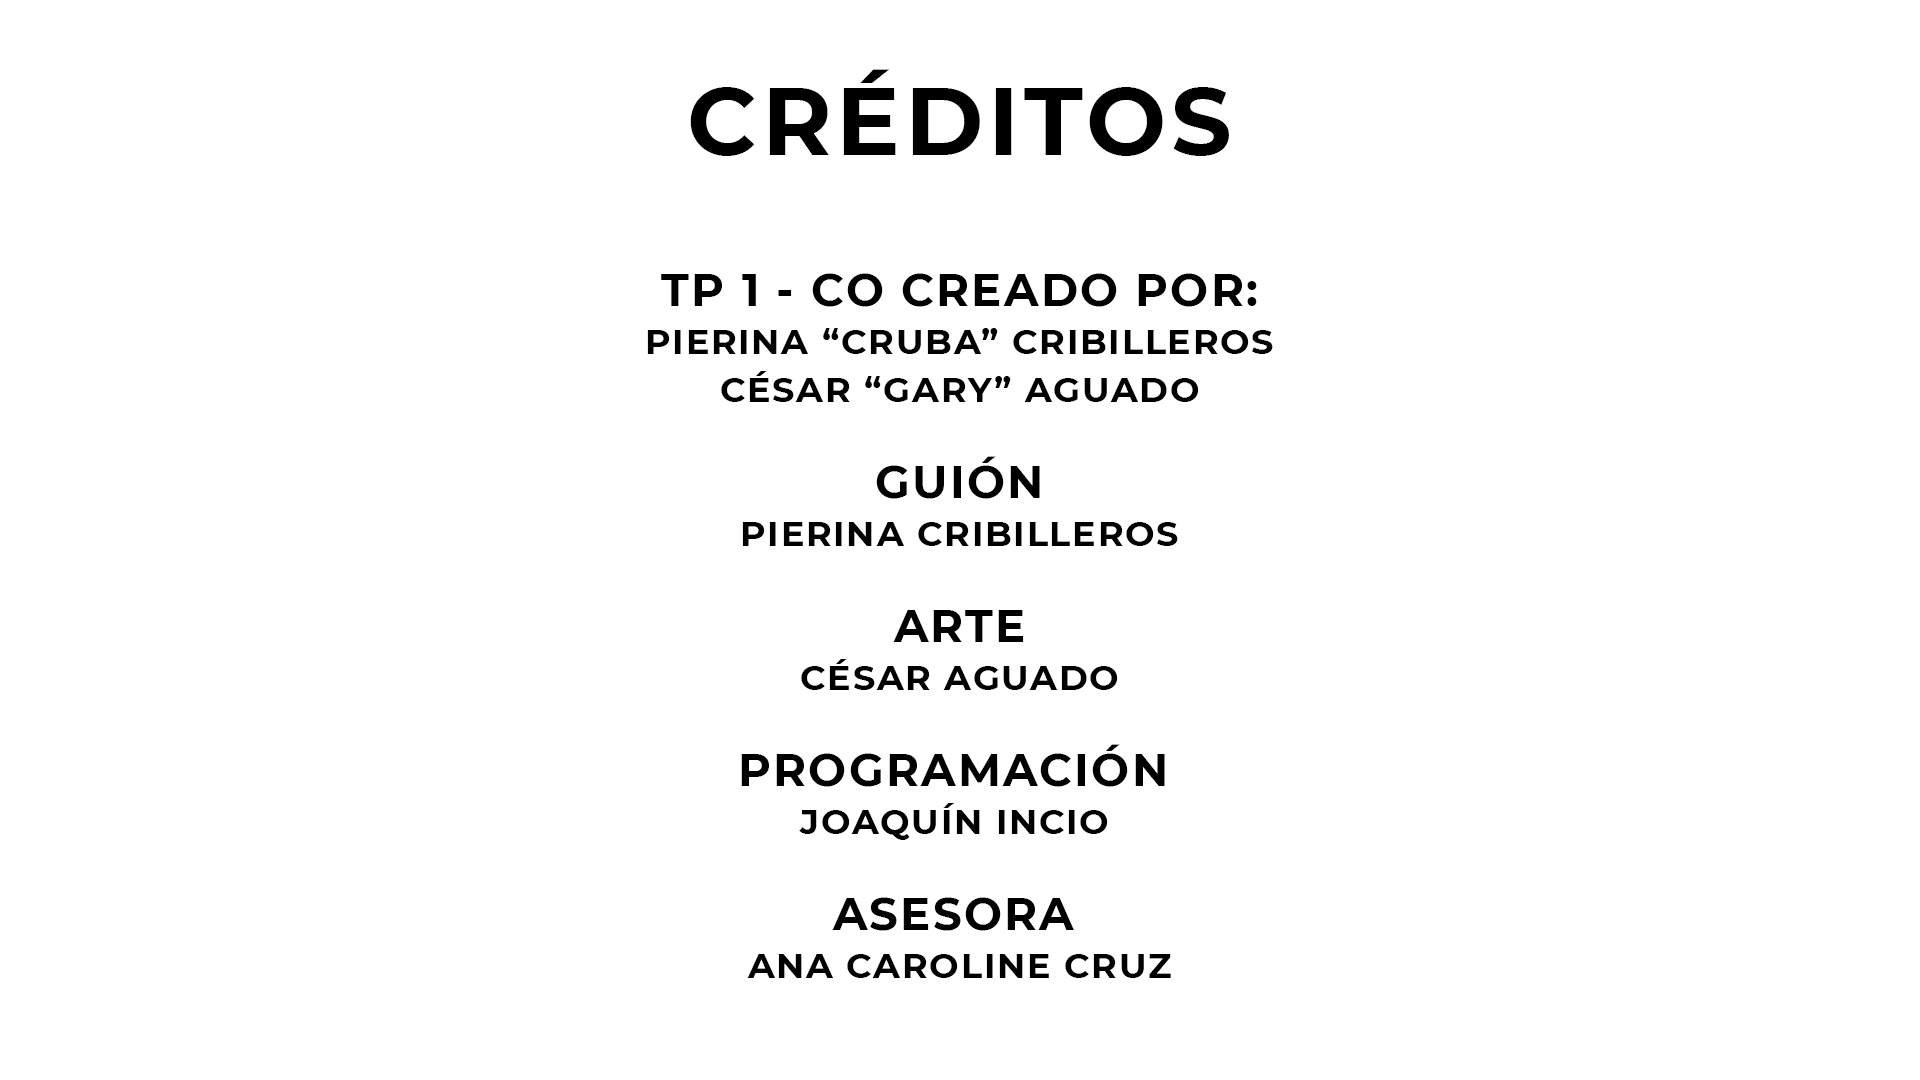 CRÉDITOS
TP 1 - CO CREADO POR:
PIERINA “CRUBA” CRIBILLEROS
CÉSAR “GARY” AGUADO
GUIÓN
PIERINA CRIBILLEROS
ARTE
CÉSAR AGUADO
PROGRAMACIÓN
JOAQUÍN INCIO
ASESORA
ANA CAROLINE CRUZ